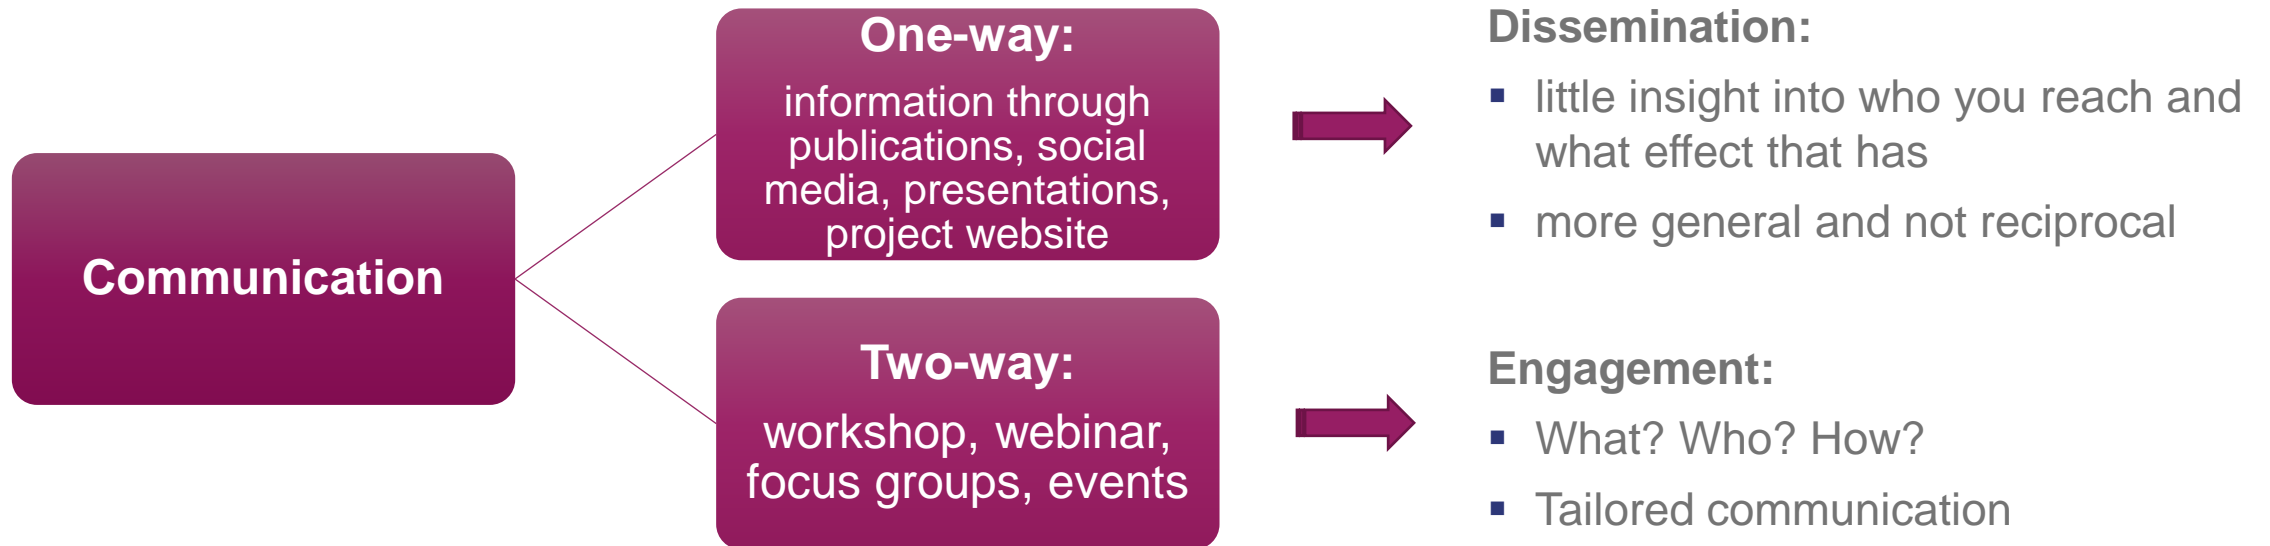 Communication
One-way:
information through
publications, social
media, presentations,
project website
Two-way:
workshop, webinar,
focus groups, events
Dissemination:
▪ little insight into who you reach and
what effect that has
▪ more general and not reciprocal
Engagement:
▪ What? Who? How?
▪ Tailored communication